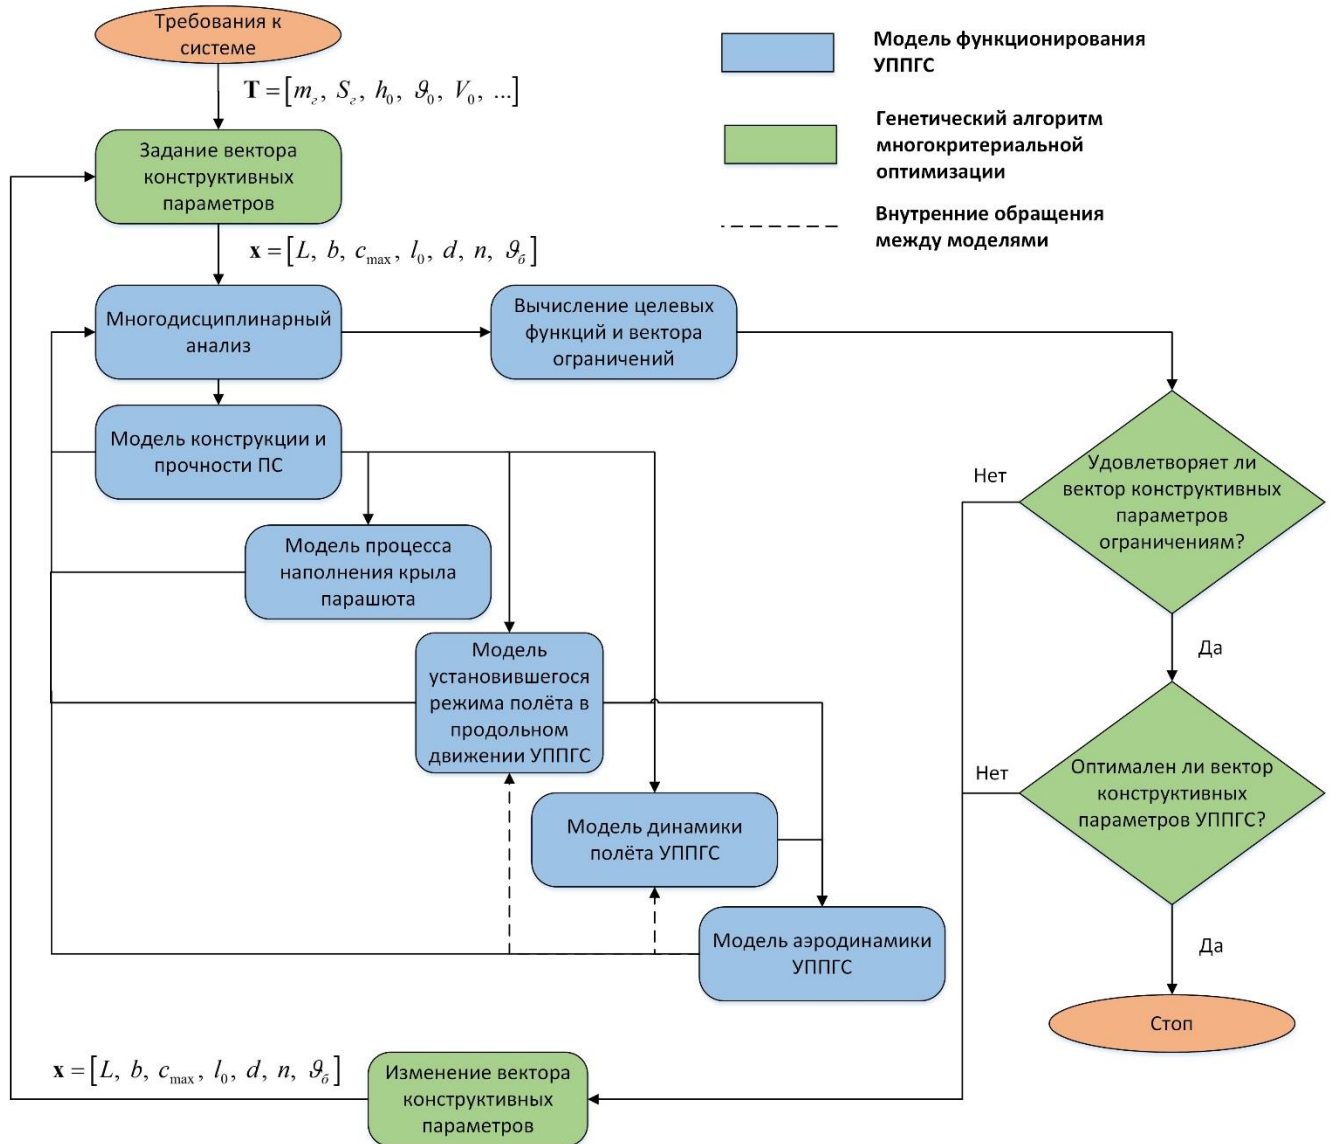 Требования к
системе
T = [m_г, S_г, h_0, ϑ_0, V_0, ...]
Модель функционирования
УППГС
Генетический алгоритм
многокритериальной
оптимизации
Внутренние обращения
между моделями
Задание вектора
конструктивных
параметров
x = [L, b, c_max, l_0, d, n, ϑ_б]
Многодисциплинарный
анализ
Вычисление целевых
функций и вектора
ограничений
Модель конструкции и
прочности ПС
Нет
Удовлетворяет ли
вектор конструктивных
параметров
ограничениям?
Модель процесса
наполнения крыла
парашюта
Да
Модель
установившегося
режима полёта в
продольном
движении УППГС
Нет
Оптимален ли вектор
конструктивных
параметров УППГС?
Модель динамики
полёта УППГС
Модель аэродинамики
УППГС
Да
Стоп
x = [L, b, c_max, l_0, d, n, ϑ_б]
Изменение вектора
конструктивных
параметров